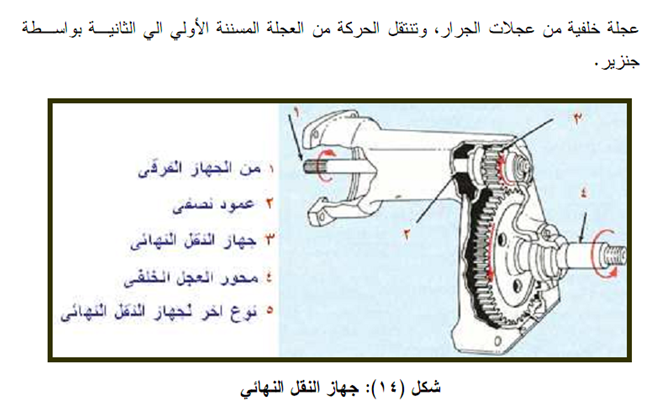 عجلة خلفية من عجلات الجرار، وتنتقل الحركة من العجلة المسننة الأولي الي الثانية بواسطة
جنزير.
١ من الجهاز الفرقى
٢ عمود نصفى
٣ جهاز النقل النهائى
٤ محور العجل الخلفى
٥ نوع اخر لجهاز النقل النهائى
١
٣
٤
٢
شكل (١٤): جهاز النقل النهائي